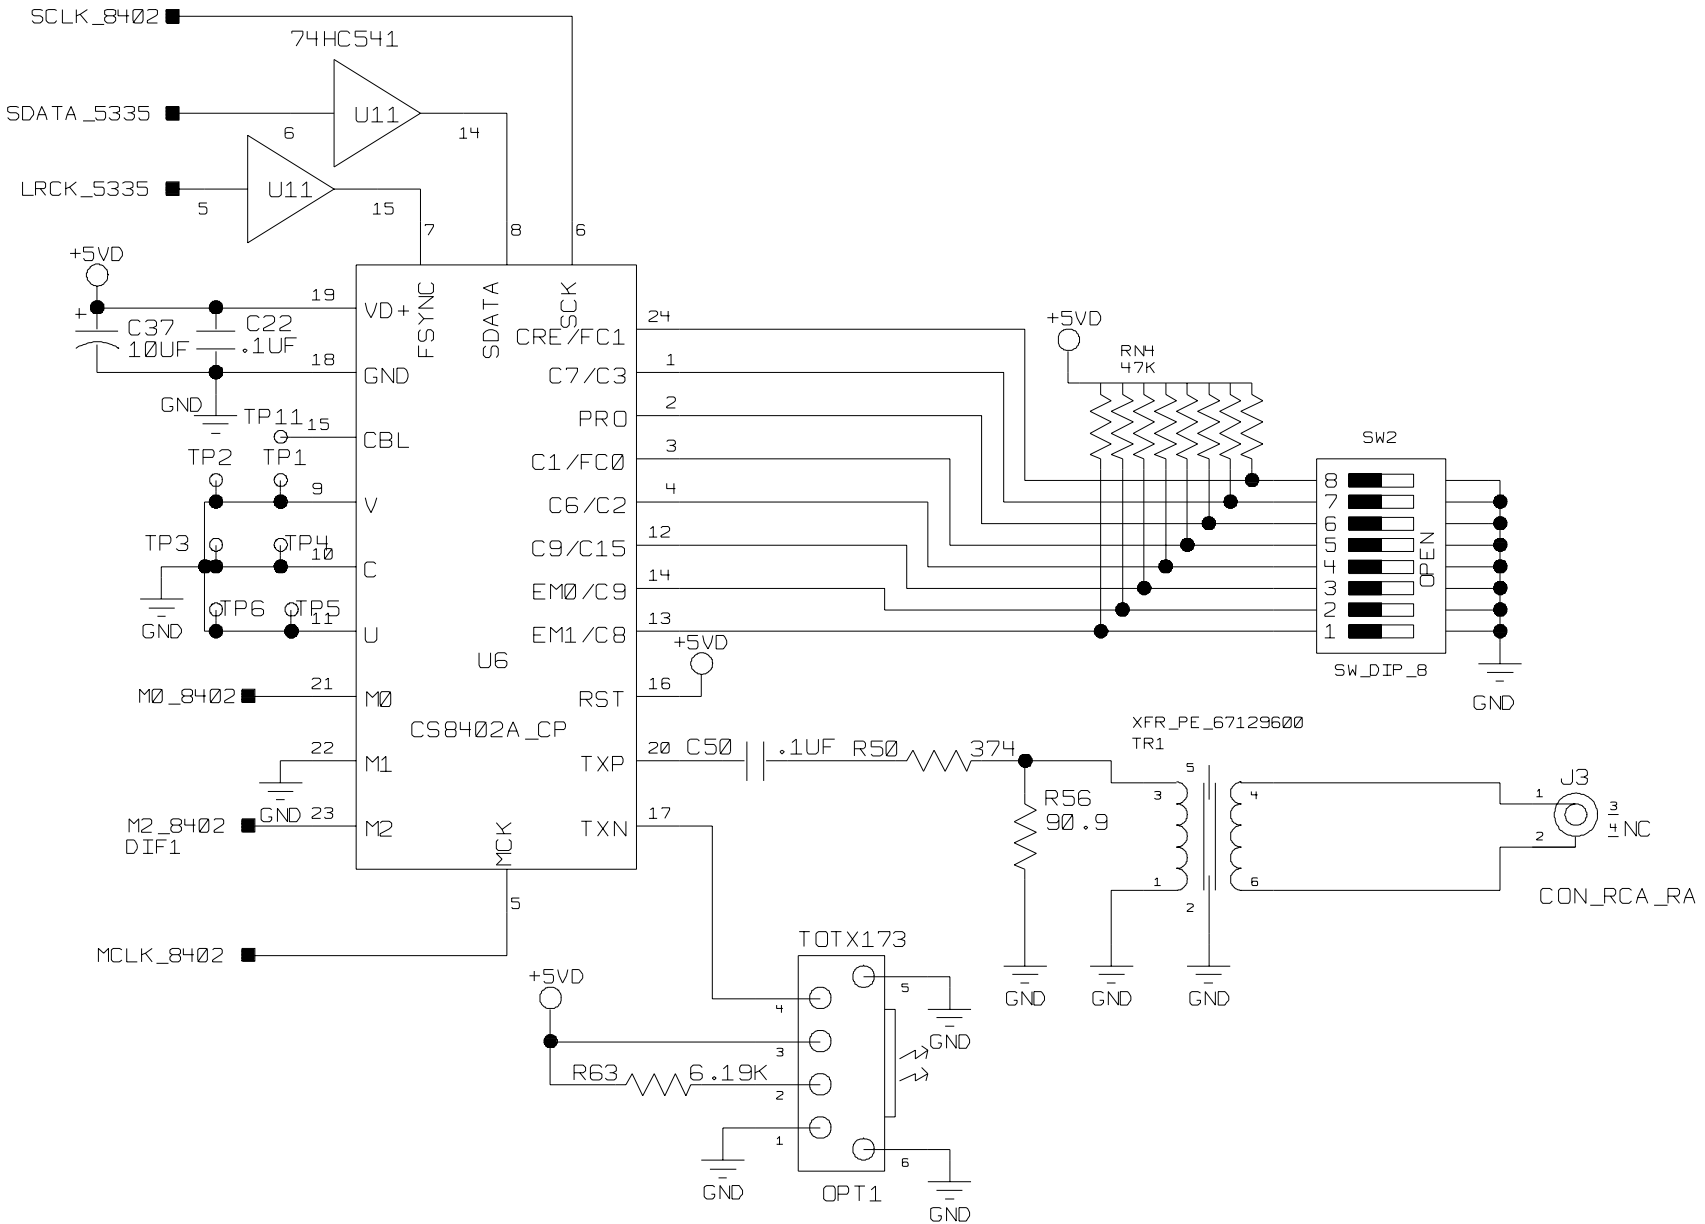 SCLK_8402
74HC541
SDATA_5335
U11
6
14
LRCK_5335
U11
5
15
7
8
6
+5VD
19
VD+
FSYNC
SDATA
SCK
C37
10UF
C22
.1UF
+
18
GND
GND
TP11
15
CBL
TP2
TP1
9
V
TP3
TP4
10
C
GND
TP6
TP5
11
U
M0_8402
21
M0
22
M1
GND
M2_8402
DIF1
23
M2
MCK
5
MCLK_8402
U6
CS8402A_CP
CRE/FC1
24
C7/C3
1
PRO
2
C1/FC0
3
C6/C2
4
C9/C15
12
EM0/C9
14
EM1/C8
13
RST
16
+5VD
TXP
20
TXN
17
+5VD
RN4
47K
SW2
8
7
6
5
4
3
2
1
OPEN
SW_DIP_8
GND
C50
.1UF
R50
374
R56
90.9
GND
XFR_PE_67129600
TR1
5
3
4
1
6
2
GND
GND
J3
1
2
3
4
NC
CON_RCA_RA
TOTX173
+5VD
4
3
2
1
5
6
R63
6.19K
GND
GND
GND
OPT1